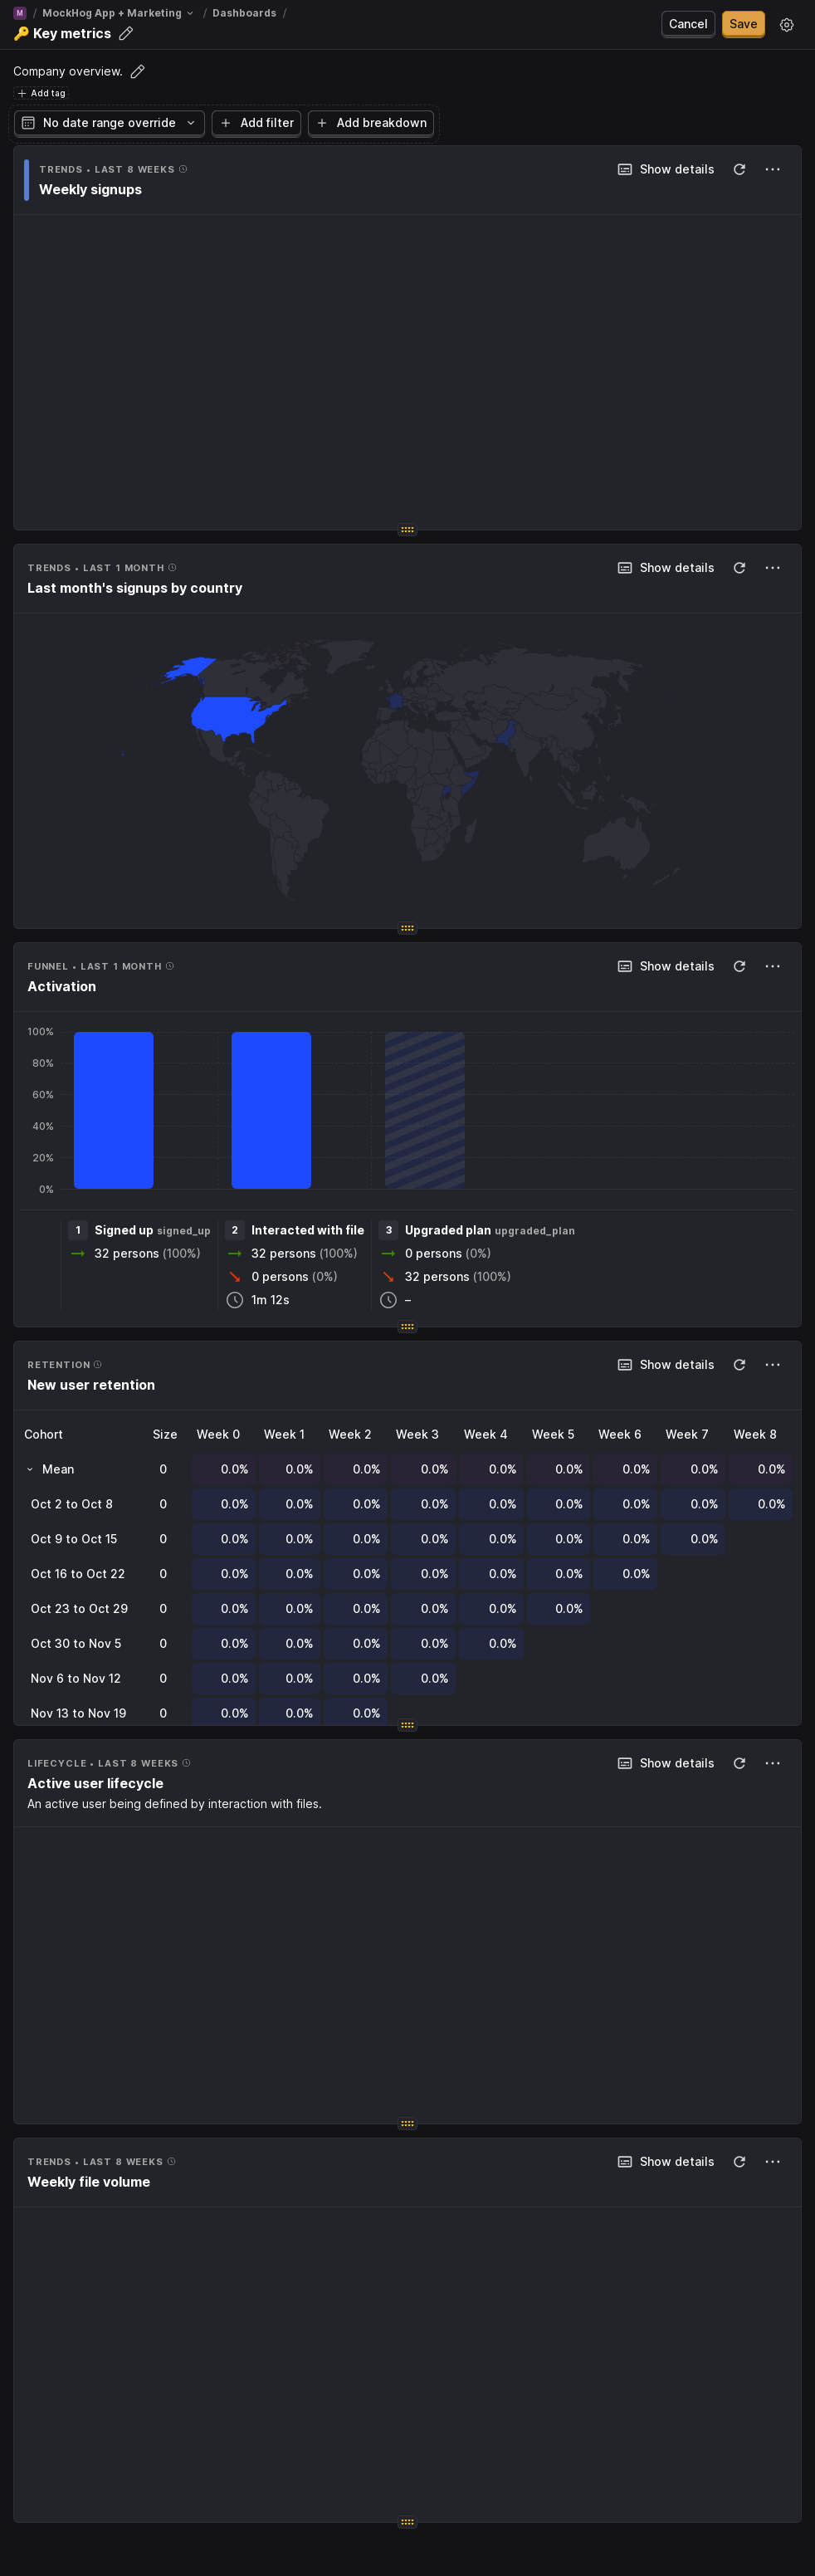 M / MockHog App + Marketing / Dashboards /
🔑 Key metrics
Cancel
Save
Company overview.
Add tag
No date range override
Add filter
Add breakdown
TRENDS • LAST 8 WEEKS
Show details
Weekly signups
TRENDS • LAST 1 MONTH
Show details
Last month's signups by country
FUNNEL • LAST 1 MONTH
Show details
Activation
100%
80%
60%
40%
20%
0%
1 Signed up signed_up
32 persons (100%)
2 Interacted with file
32 persons (100%)
0 persons (0%)
1m 12s
3 Upgraded plan upgraded_plan
0 persons (0%)
32 persons (100%)
–
RETENTION
Show details
New user retention
Cohort Size Week 0 Week 1 Week 2 Week 3 Week 4 Week 5 Week 6 Week 7 Week 8
Mean 0 0.0% 0.0% 0.0% 0.0% 0.0% 0.0% 0.0% 0.0% 0.0%
Oct 2 to Oct 8 0 0.0% 0.0% 0.0% 0.0% 0.0% 0.0% 0.0% 0.0% 0.0%
Oct 9 to Oct 15 0 0.0% 0.0% 0.0% 0.0% 0.0% 0.0% 0.0% 0.0%
Oct 16 to Oct 22 0 0.0% 0.0% 0.0% 0.0% 0.0% 0.0% 0.0%
Oct 23 to Oct 29 0 0.0% 0.0% 0.0% 0.0% 0.0% 0.0%
Oct 30 to Nov 5 0 0.0% 0.0% 0.0% 0.0% 0.0%
Nov 6 to Nov 12 0 0.0% 0.0% 0.0% 0.0%
Nov 13 to Nov 19 0 0.0% 0.0% 0.0%
LIFECYCLE • LAST 8 WEEKS
Show details
Active user lifecycle
An active user being defined by interaction with files.
TRENDS • LAST 8 WEEKS
Show details
Weekly file volume